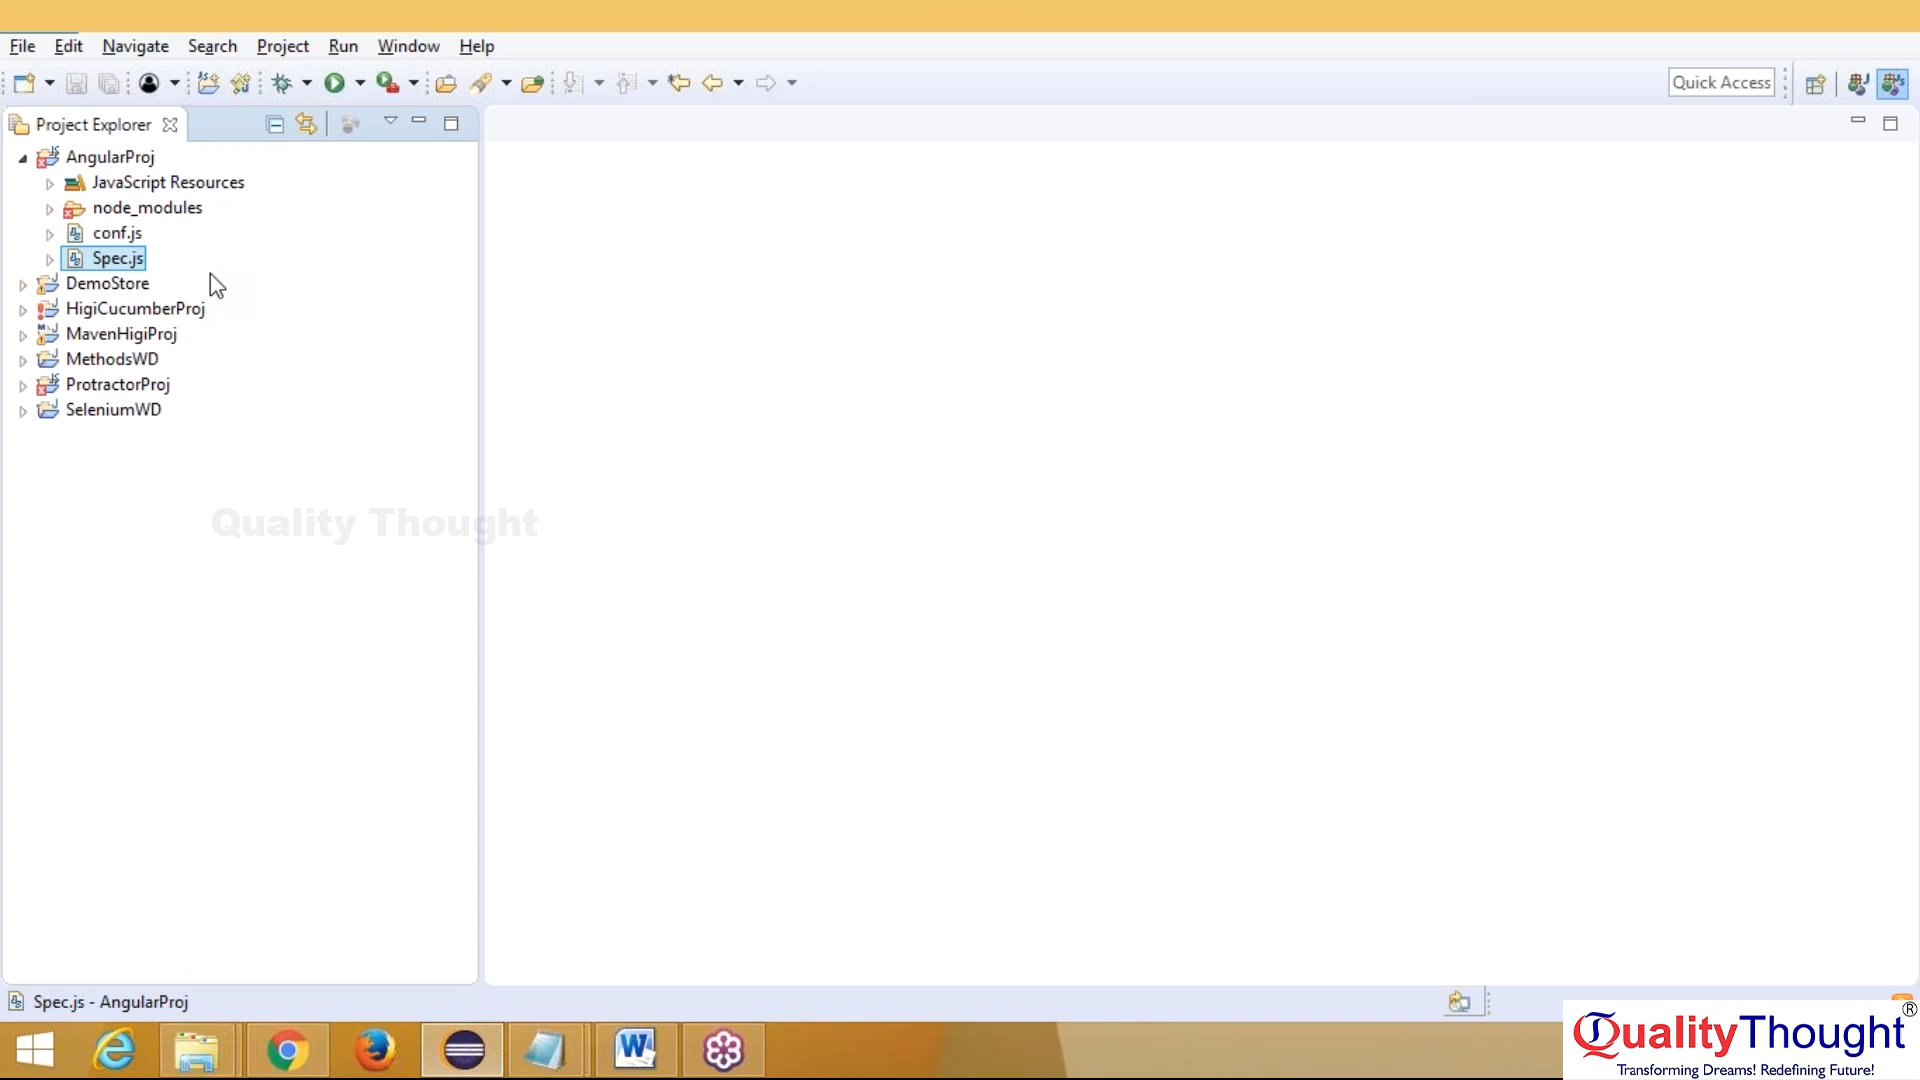 File Edit Navigate Search Project Run Window Help
Quick Access
Project Explorer
AngularProj
JavaScript Resources
node_modules
conf.js
Spec.js
DemoStore
HigiCucumberProj
MavenHigiProj
MethodsWD
ProtractorProj
SeleniumWD
Quality Thought
Spec.js - AngularProj
QualityThought®
Transforming Dreams! Redefining Future!